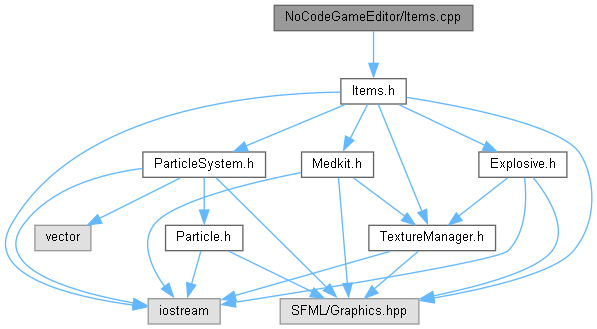 NoCodeGameEditor/Items.cpp
Items.h
ParticleSystem.h
Medkit.h
Explosive.h
vector
Particle.h
TextureManager.h
iostream
SFML/Graphics.hpp